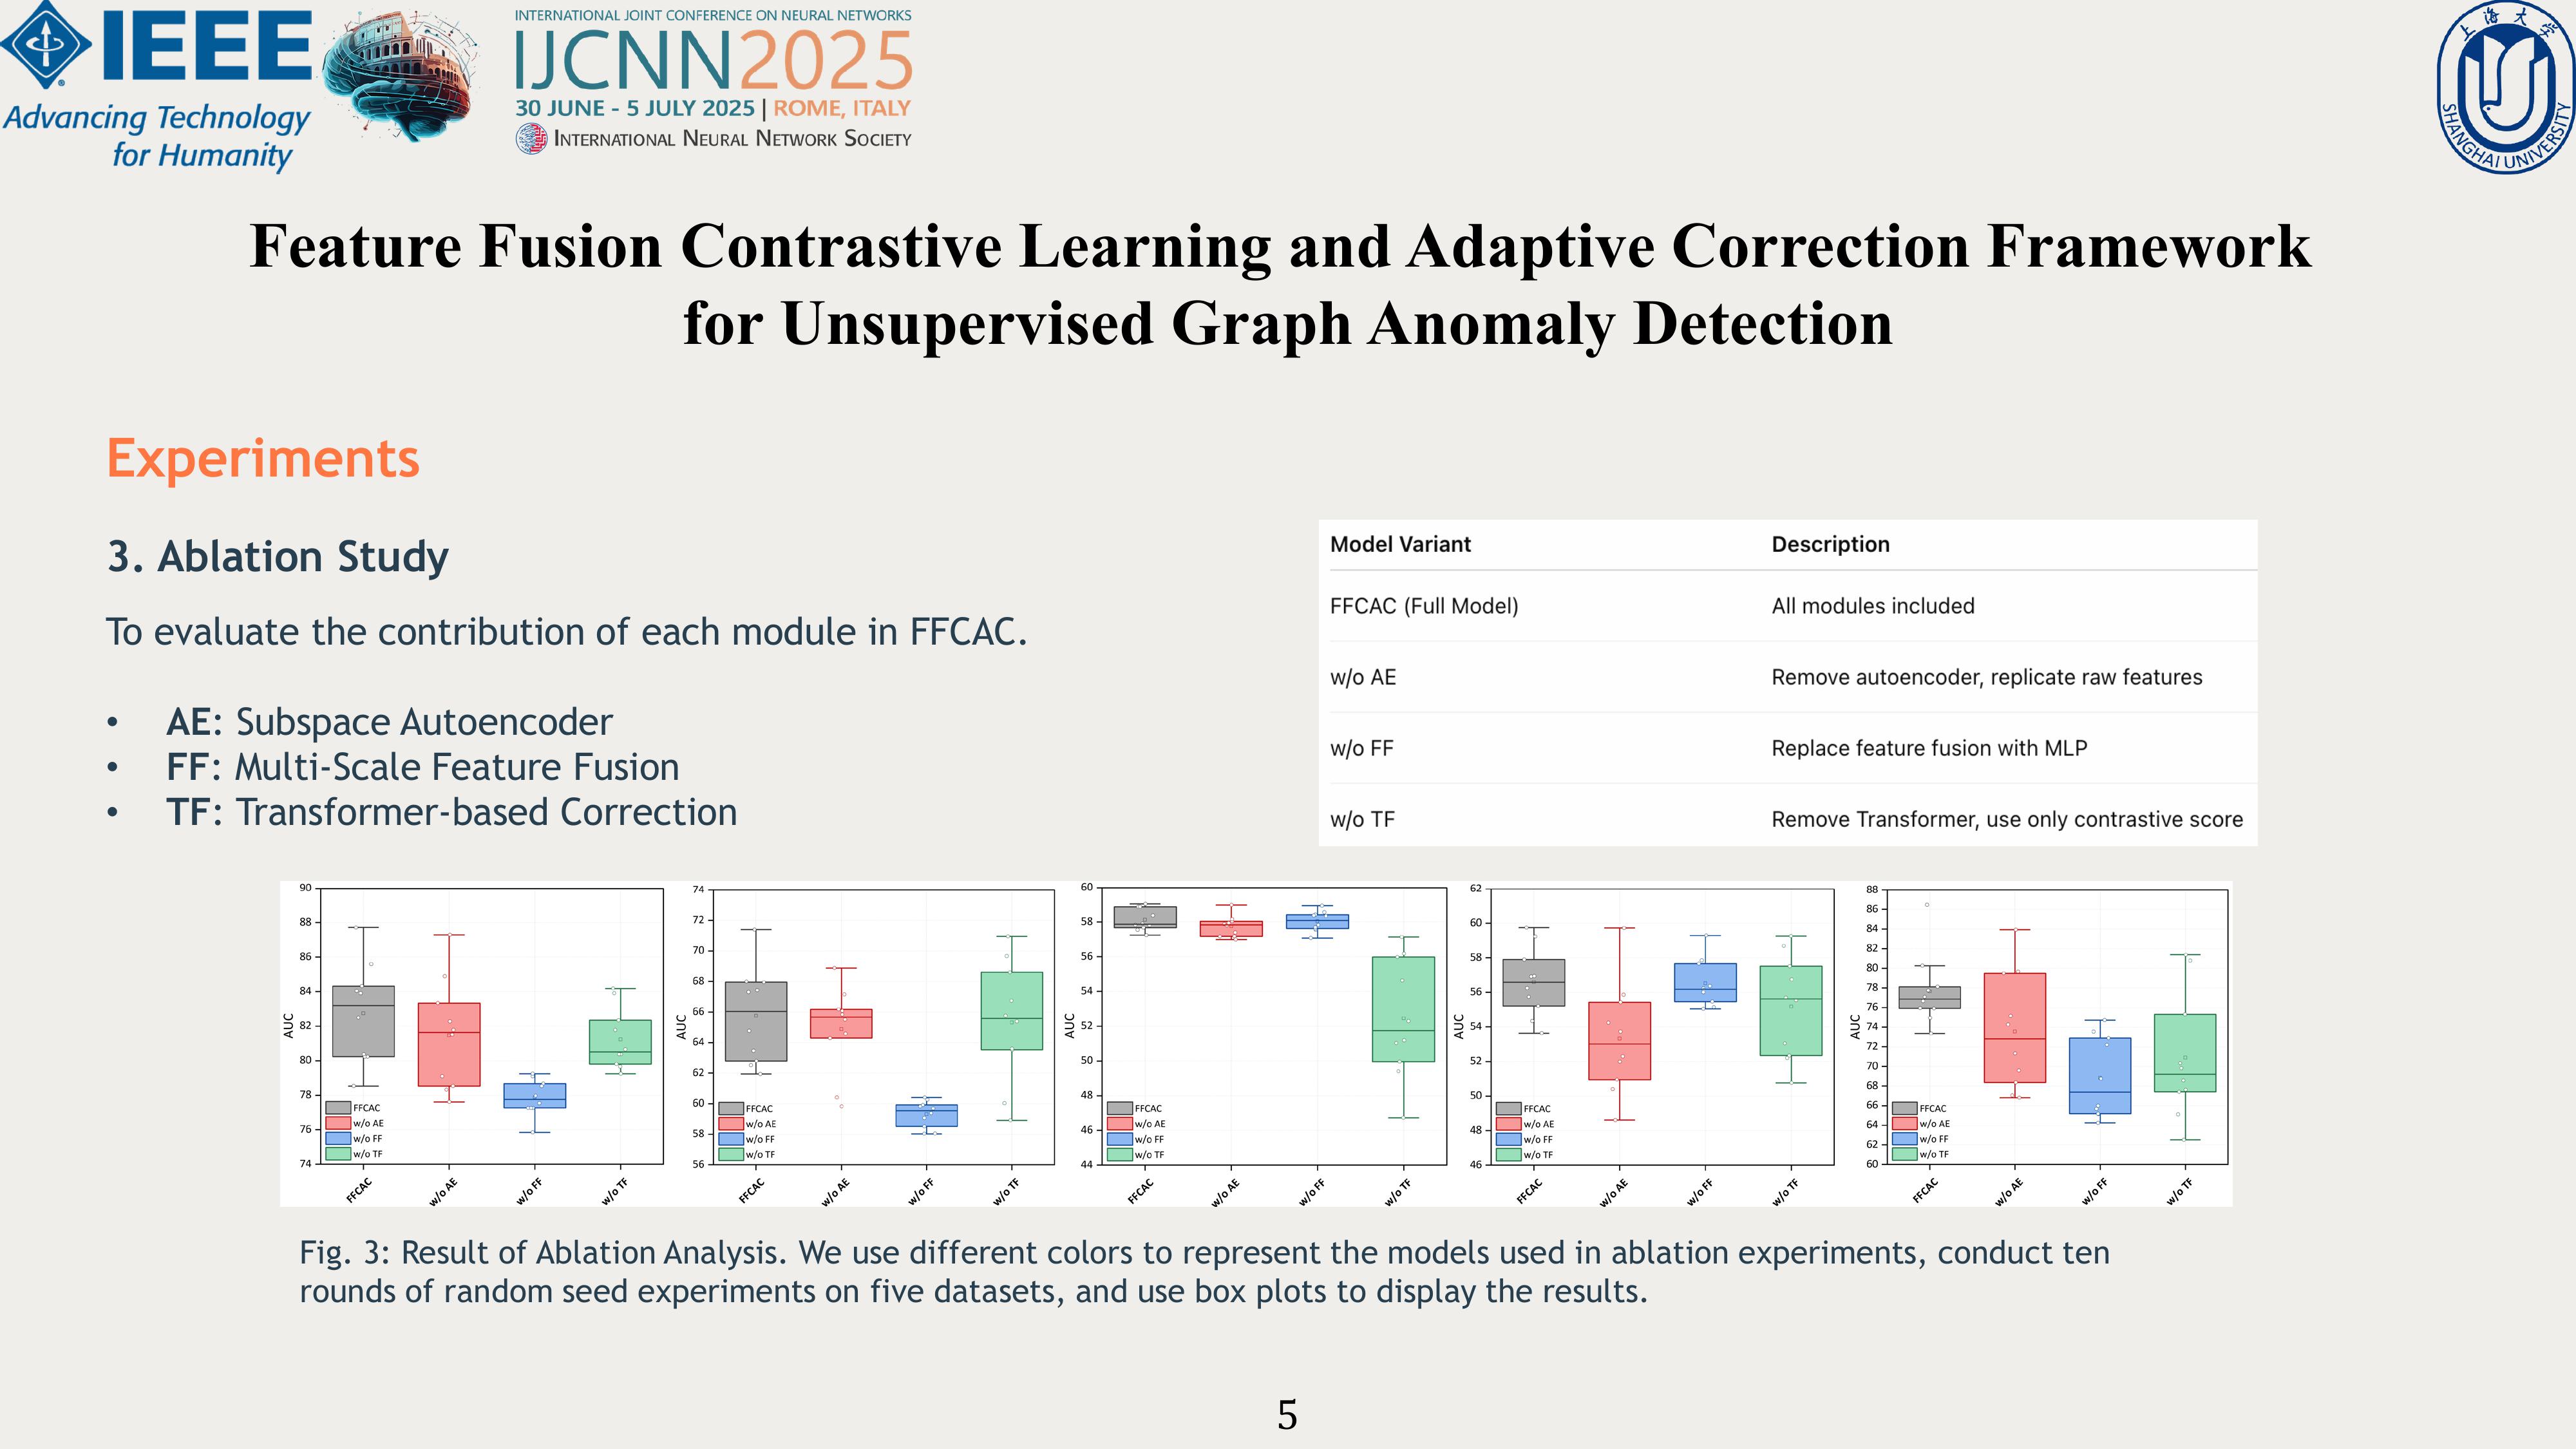 IEEE
Advancing Technology
for Humanity
INTERNATIONAL JOINT CONFERENCE ON NEURAL NETWORKS
IJCNN2025
30 JUNE - 5 JULY 2025 | ROME, ITALY
INTERNATIONAL NEURAL NETWORK SOCIETY
上海大学
SHANGHAI UNIVERSITY
Feature Fusion Contrastive Learning and Adaptive Correction Framework
for Unsupervised Graph Anomaly Detection
Experiments
3. Ablation Study
To evaluate the contribution of each module in FFCAC.
• AE: Subspace Autoencoder
• FF: Multi-Scale Feature Fusion
• TF: Transformer-based Correction
Model Variant Description
FFCAC (Full Model) All modules included
w/o AE Remove autoencoder, replicate raw features
w/o FF Replace feature fusion with MLP
w/o TF Remove Transformer, use only contrastive score
90
88
86
84
82
80
78
76
74
AUC
FFCAC
w/o AE
w/o FF
w/o TF
FFCAC w/o AE w/o FF w/o TF
74
72
70
68
66
64
62
60
58
56
AUC
FFCAC
w/o AE
w/o FF
w/o TF
FFCAC w/o AE w/o FF w/o TF
60
58
56
54
52
50
48
46
44
AUC
FFCAC
w/o AE
w/o FF
w/o TF
FFCAC w/o AE w/o FF w/o TF
62
60
58
56
54
52
50
48
46
AUC
FFCAC
w/o AE
w/o FF
w/o TF
FFCAC w/o AE w/o FF w/o TF
88
86
84
82
80
78
76
74
72
70
68
66
64
62
60
AUC
FFCAC
w/o AE
w/o FF
w/o TF
FFCAC w/o AE w/o FF w/o TF
Fig. 3: Result of Ablation Analysis. We use different colors to represent the models used in ablation experiments, conduct ten
rounds of random seed experiments on five datasets, and use box plots to display the results.
5